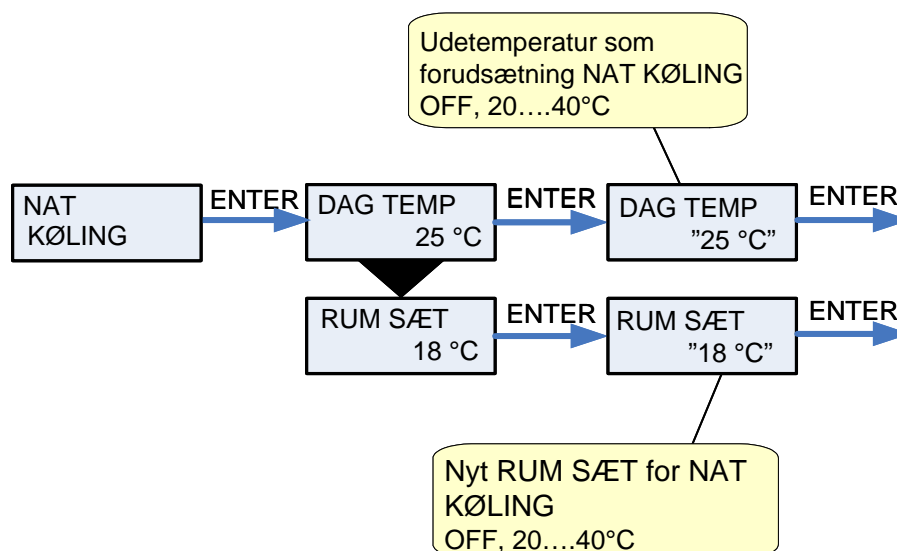 Udetemperatur som
forudsætning NAT KØLING
OFF, 20....40°C
NAT
KØLING
ENTER
DAG TEMP
25 °C
ENTER
DAG TEMP
”25 °C”
ENTER
RUM SÆT
18 °C
ENTER
RUM SÆT
”18 °C”
ENTER
Nyt RUM SÆT for NAT
KØLING
OFF, 20....40°C